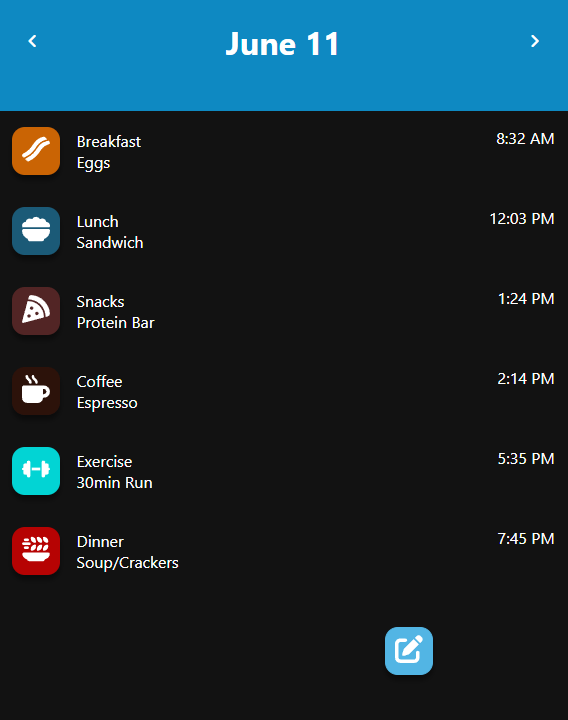 June 11
Breakfast
8:32 AM
Eggs
Lunch
12:03 PM
Sandwich
Snacks
1:24 PM
Protein Bar
Coffee
2:14 PM
Espresso
Exercise
5:35 PM
30min Run
Dinner
7:45 PM
Soup/Crackers